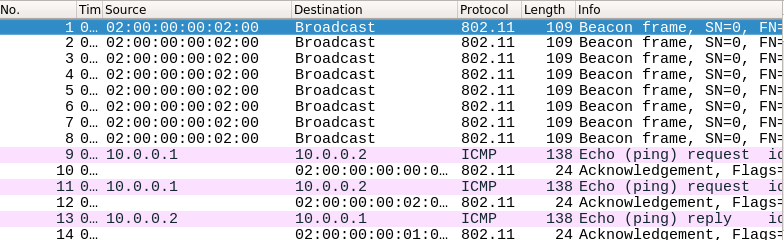 No. Tim Source Destination Protocol Length Info
1 0… 02:00:00:00:02:00 Broadcast 802.11 109 Beacon frame, SN=0, FN=
2 0… 02:00:00:00:02:00 Broadcast 802.11 109 Beacon frame, SN=0, FN=
3 0… 02:00:00:00:02:00 Broadcast 802.11 109 Beacon frame, SN=0, FN=
4 0… 02:00:00:00:02:00 Broadcast 802.11 109 Beacon frame, SN=0, FN=
5 0… 02:00:00:00:02:00 Broadcast 802.11 109 Beacon frame, SN=0, FN=
6 0… 02:00:00:00:02:00 Broadcast 802.11 109 Beacon frame, SN=0, FN=
7 0… 02:00:00:00:02:00 Broadcast 802.11 109 Beacon frame, SN=0, FN=
8 0… 02:00:00:00:02:00 Broadcast 802.11 109 Beacon frame, SN=0, FN=
9 0… 10.0.0.1 10.0.0.2 ICMP 138 Echo (ping) request id
10 0… 02:00:00:00:00:0… 802.11 24 Acknowledgement, Flags=
11 0… 10.0.0.1 10.0.0.2 ICMP 138 Echo (ping) request id
12 0… 02:00:00:00:02:0… 802.11 24 Acknowledgement, Flags=
13 0… 10.0.0.2 10.0.0.1 ICMP 138 Echo (ping) reply id
14 0… 02:00:00:00:01:0… 802.11 24 Acknowledgement, Flags=